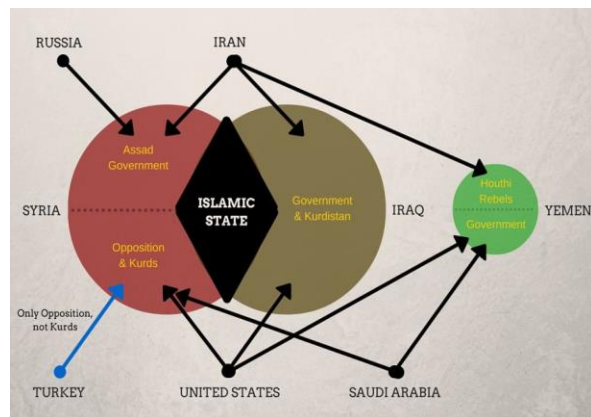 RUSSIA
IRAN
Assad
Government
Houthi
Rebels
SYRIA
ISLAMIC
STATE
Government
& Kurdistan
IRAQ
YEMEN
Government
Opposition
& Kurds
Only Opposition,
not Kurds
TURKEY
UNITED STATES
SAUDI ARABIA